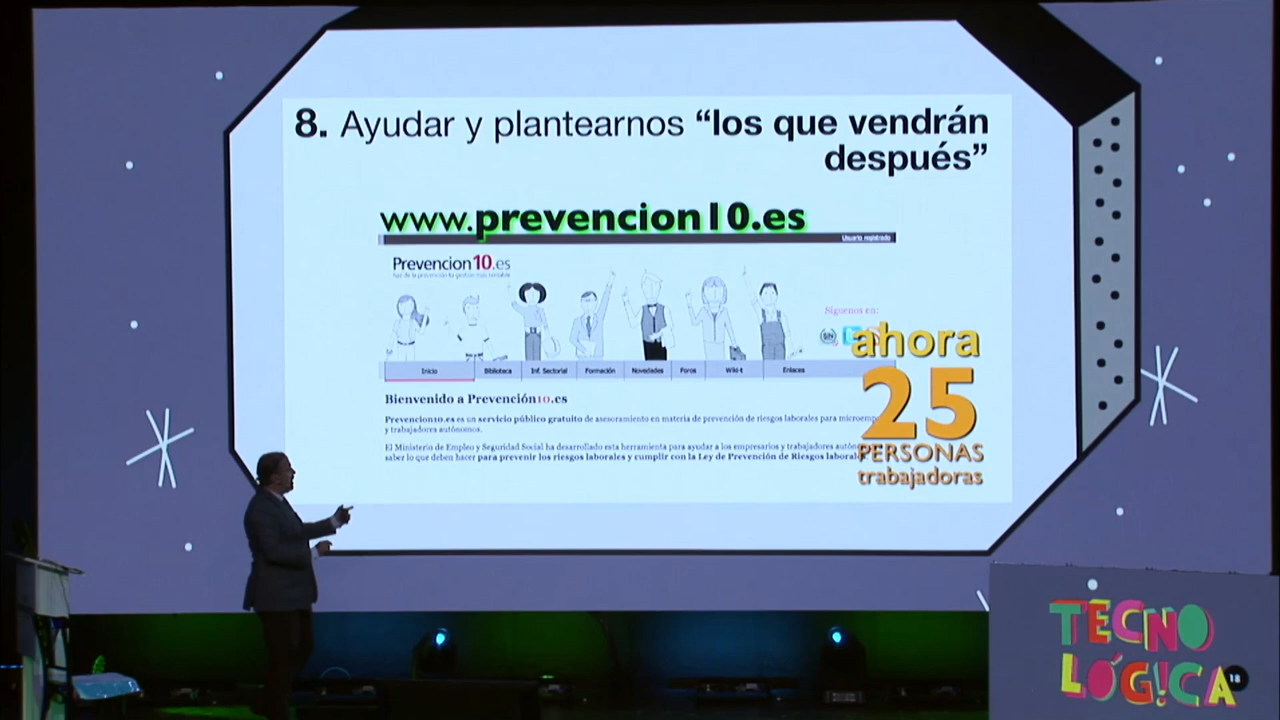 8. Ayudar y plantearnos “los que vendrán
después”
www.prevencion10.es
Usuario registrado
Prevencion10.es
Síguenos en:
ahora
25
PERSONAS
trabajadoras
Inicio Biblioteca Inf. Sectorial Formación Novedades Foros Wiki-t Enlaces
Bienvenido a Prevención10.es
Prevencion10.es es un servicio público gratuito de asesoramiento en materia de prevención de riesgos laborales para
y trabajadores autónomos.
El Ministerio de Empleo y Seguridad Social ha desarrollado esta herramienta para ayudar a los empresarios y trabajadores
saber lo que deben hacer para prevenir los riesgos laborales y cumplir con la Ley de Prevención de Riesgos
TECNO
LÓG!CA
18